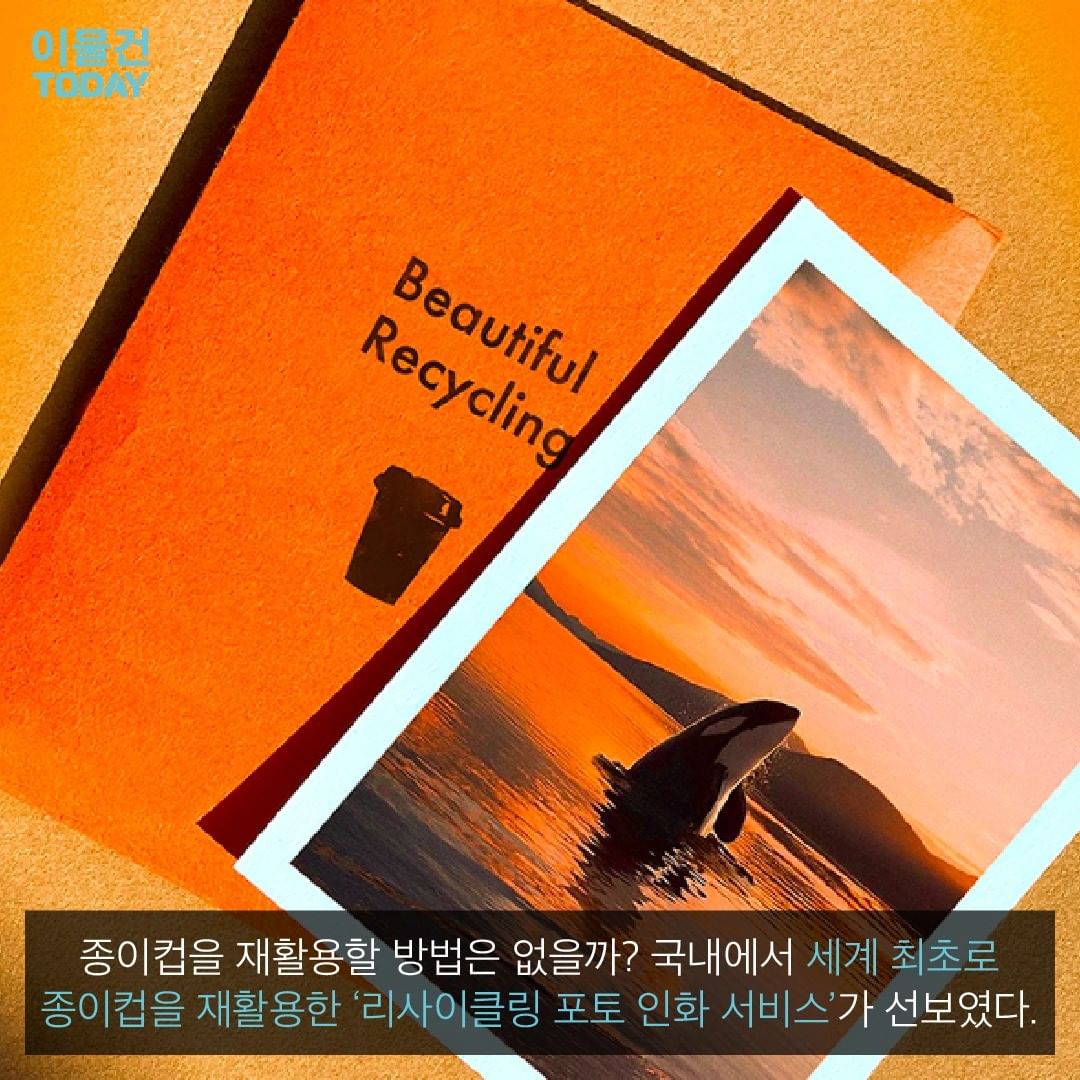 이물건
TODAY
Beautiful
Recycling
종이컵을 재활용할 방법은 없을까? 국내에서 세계 최초로
종이컵을 재활용한 ‘리사이클링 포토 인화 서비스’가 선보였다.